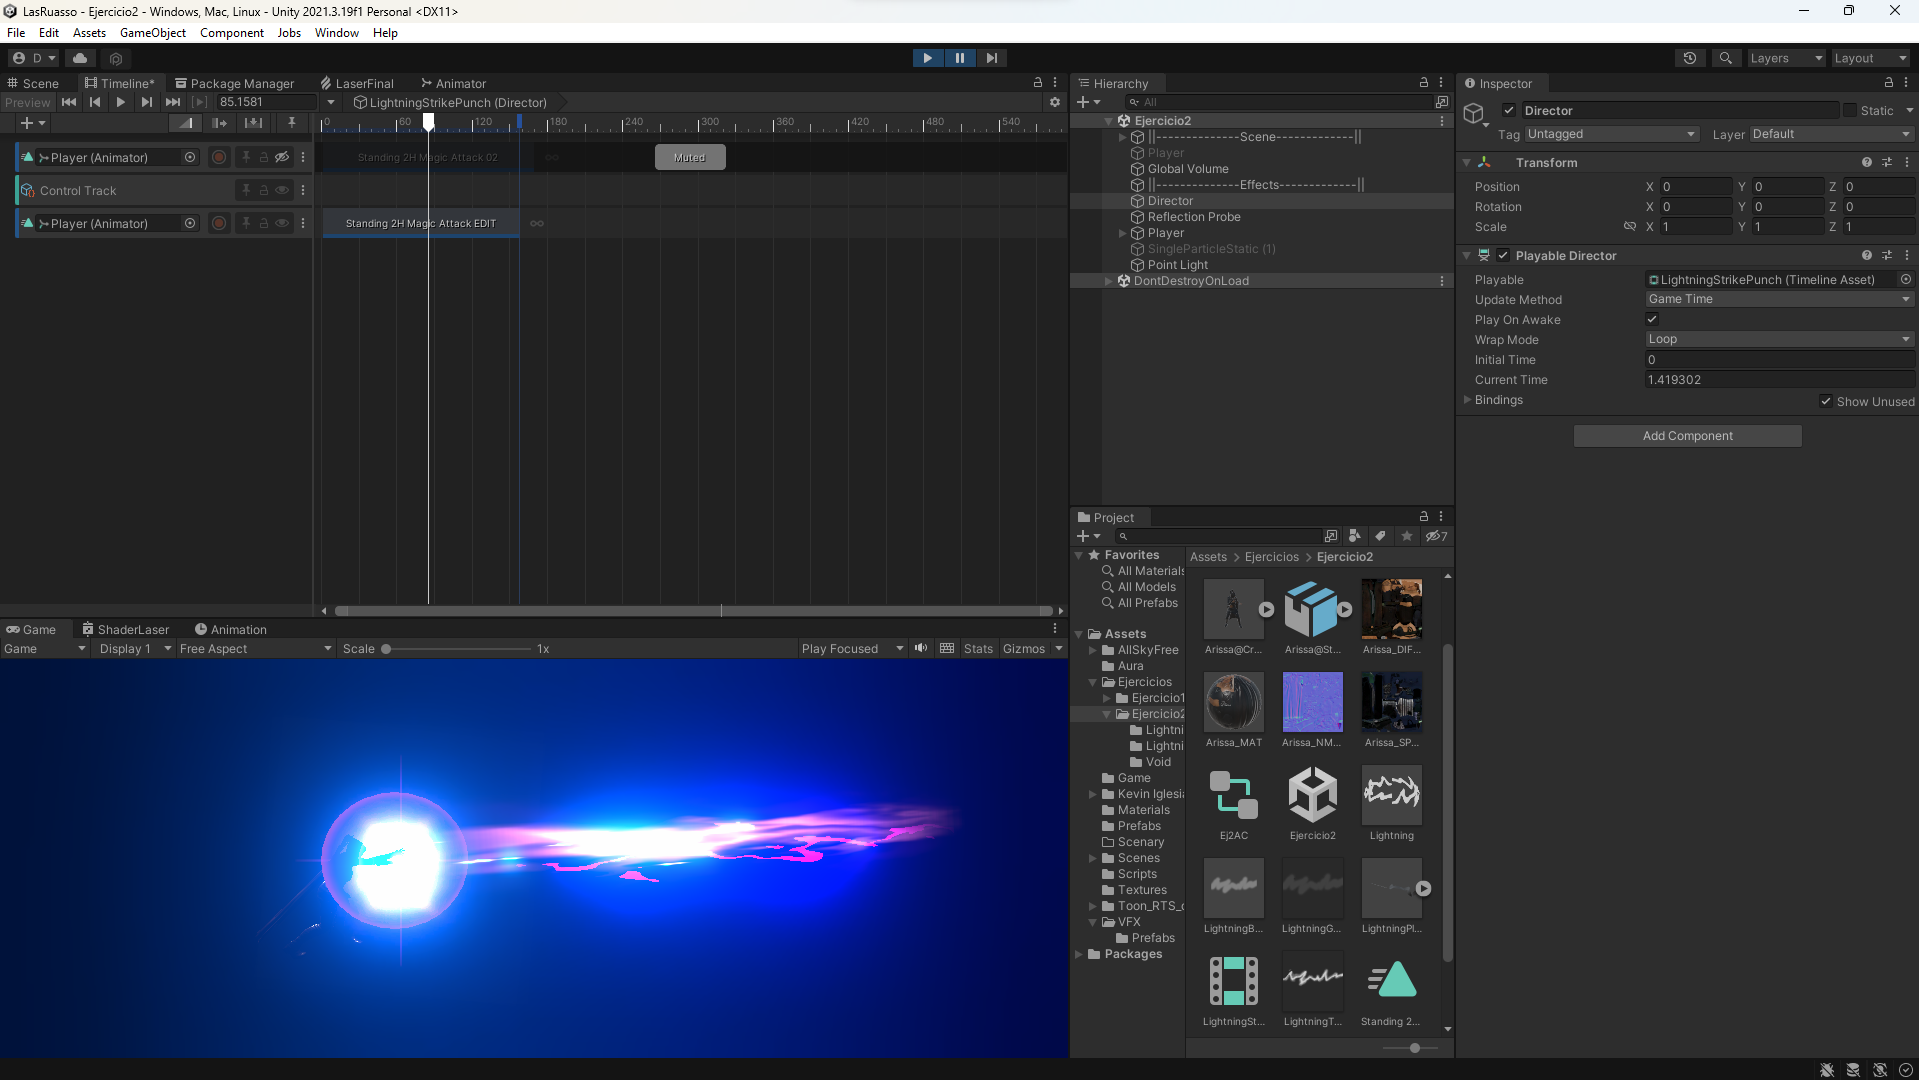 LasRuasso - Ejercicio2 - Windows, Mac, Linux - Unity 2021.3.19f1 Personal <DX11>
File Edit Assets GameObject Component Jobs Window Help
D
Layers Layout
Scene Timeline* Package Manager LaserFinal Animator
Preview 85.1581 LightningStrikePunch (Director)
0 60 120 180 240 300 360 420 480 540
Player (Animator) Standing 2H Magic Attack 02 Muted
Control Track
Player (Animator) Standing 2H Magic Attack EDIT
Game ShaderLaser Animation
Game Display 1 Free Aspect Scale 1x Play Focused Stats Gizmos
Hierarchy
All
Ejercicio2
||--------------Scene-------------||
Player
Global Volume
||--------------Effects-------------||
Director
Reflection Probe
Player
SingleParticleStatic (1)
Point Light
DontDestroyOnLoad
Project
7
Favorites
All Materials
All Models
All Prefabs
Assets
AllSkyFree
Aura
Ejercicios
Ejercicio1
Ejercicio2
Lightni
Lightni
Void
Game
Kevin Iglesia
Materials
Prefabs
Scenary
Scenes
Scripts
Textures
Toon_RTS_d
VFX
Prefabs
Packages
Assets > Ejercicios > Ejercicio2
Arissa@Cr... Arissa@St... Arissa_DIF...
Arissa_MAT Arissa_NM... Arissa_SP...
Ej2AC Ejercicio2 Lightning
LightningB... LightningG... LightningPl...
LightningSt... LightningT... Standing 2...
Inspector
Director Static
Tag Untagged Layer Default
Transform
Position X 0 Y 0 Z 0
Rotation X 0 Y 0 Z 0
Scale X 1 Y 1 Z 1
Playable Director
Playable LightningStrikePunch (Timeline Asset)
Update Method Game Time
Play On Awake
Wrap Mode Loop
Initial Time 0
Current Time 1.419302
Bindings Show Unused
Add Component